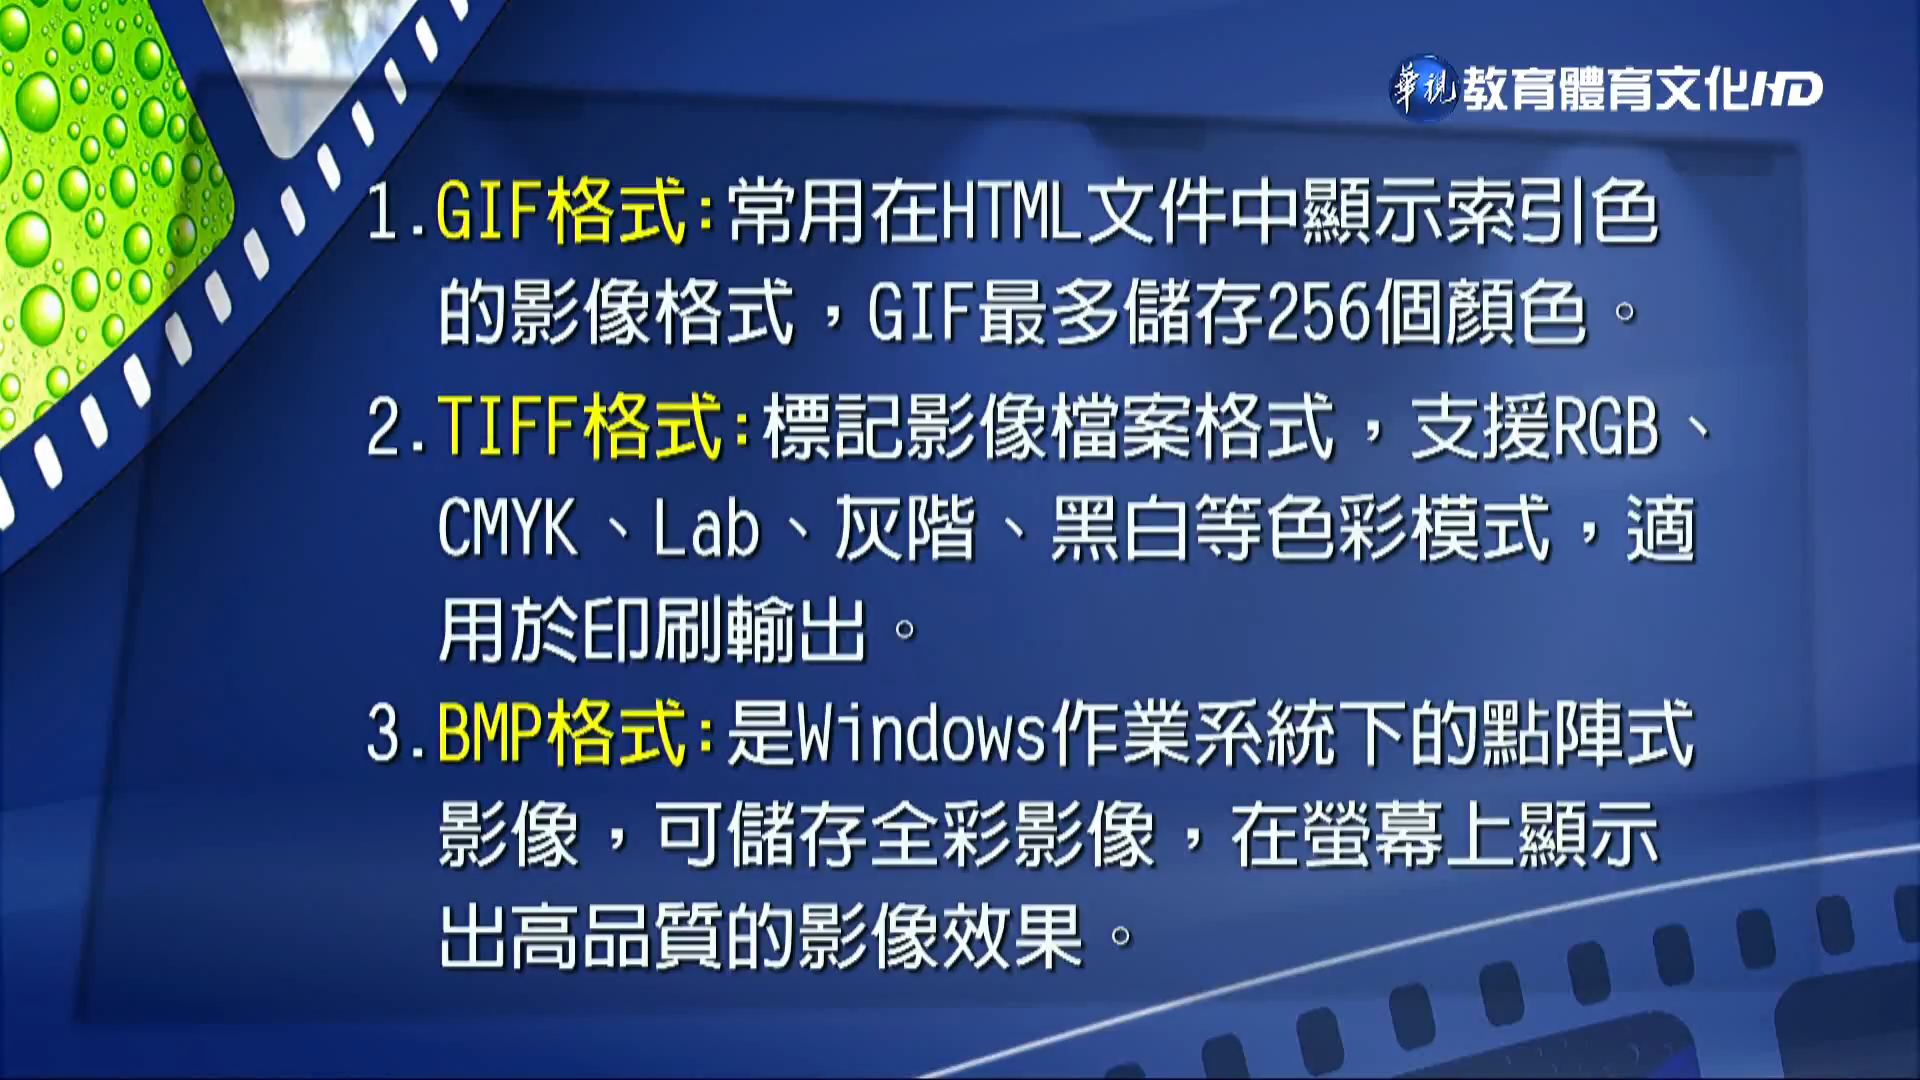 華視 教育體育文化HD
1.GIF格式:常用在HTML文件中顯示索引色
的影像格式，GIF最多儲存256個顏色。
2.TIFF格式:標記影像檔案格式，支援RGB、
CMYK、Lab、灰階、黑白等色彩模式，適
用於印刷輸出。
3.BMP格式:是Windows作業系統下的點陣式
影像，可儲存全彩影像，在螢幕上顯示
出高品質的影像效果。